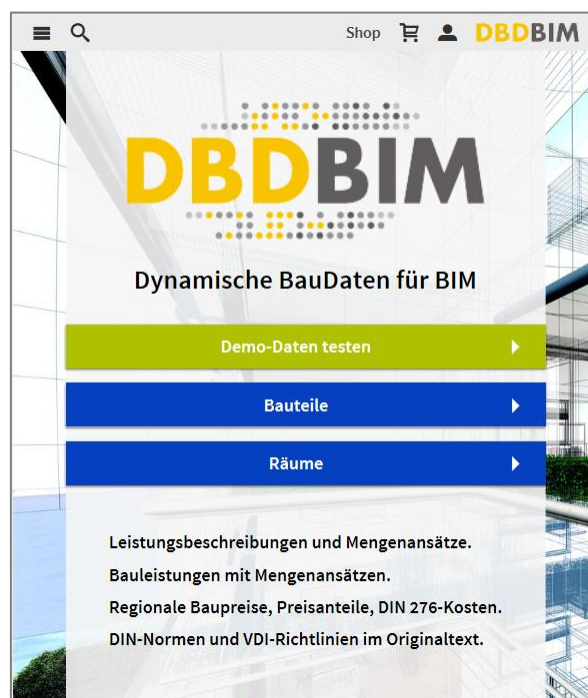 Shop
DBDBIM
DBDBIM
Dynamische BauDaten für BIM
Demo-Daten testen
Bauteile
Räume
Leistungsbeschreibungen und Mengenansätze.
Bauleistungen mit Mengenansätzen.
Regionale Baupreise, Preisanteile, DIN 276-Kosten.
DIN-Normen und VDI-Richtlinien im Originaltext.